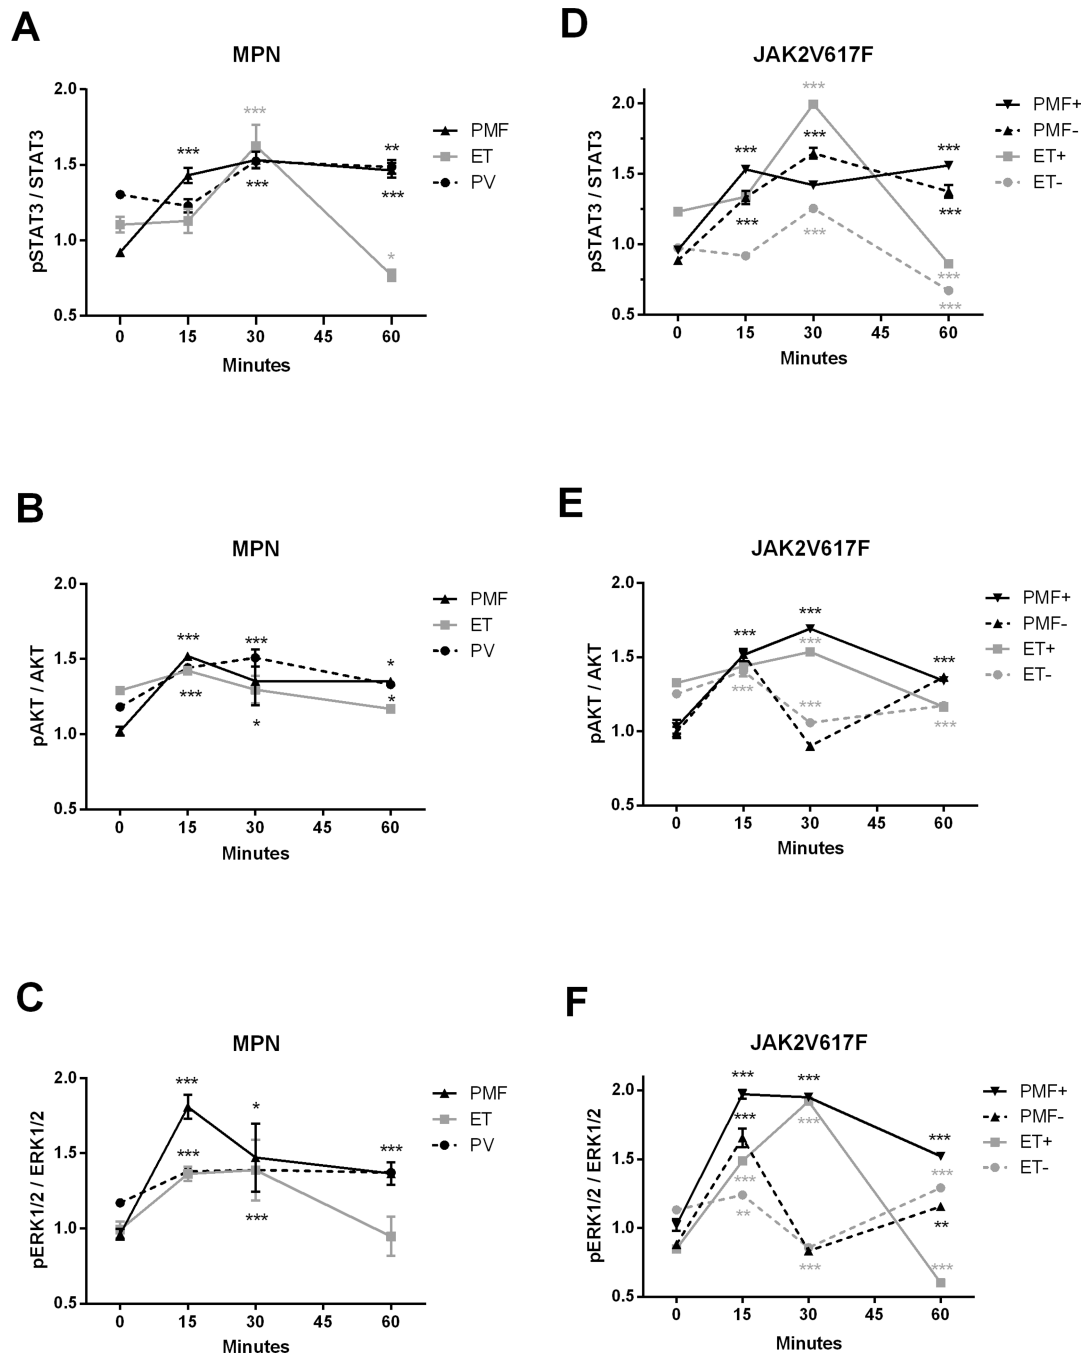 A
MPN
pSTAT3 / STAT3
2.0
1.5
1.0
0.5
***
***
***
**
***
*
0 15 30 45 60
Minutes
PMF
ET
PV
D
JAK2V617F
pSTAT3 / STAT3
2.0
1.5
1.0
0.5
***
***
***
***
***
***
***
***
***
0 15 30 45 60
Minutes
PMF+
PMF-
ET+
ET-
B
MPN
pAKT / AKT
2.0
1.5
1.0
0.5
***
***
***
*
*
*
0 15 30 45 60
Minutes
PMF
ET
PV
E
JAK2V617F
pAKT / AKT
2.0
1.5
1.0
0.5
***
***
***
***
***
***
***
0 15 30 45 60
Minutes
PMF+
PMF-
ET+
ET-
C
MPN
pERK1/2 / ERK1/2
2.0
1.5
1.0
0.5
***
***
*
***
***
0 15 30 45 60
Minutes
PMF
ET
PV
F
JAK2V617F
pERK1/2 / ERK1/2
2.0
1.5
1.0
0.5
***
***
***
**
***
***
***
***
***
**
***
0 15 30 45 60
Minutes
PMF+
PMF-
ET+
ET-